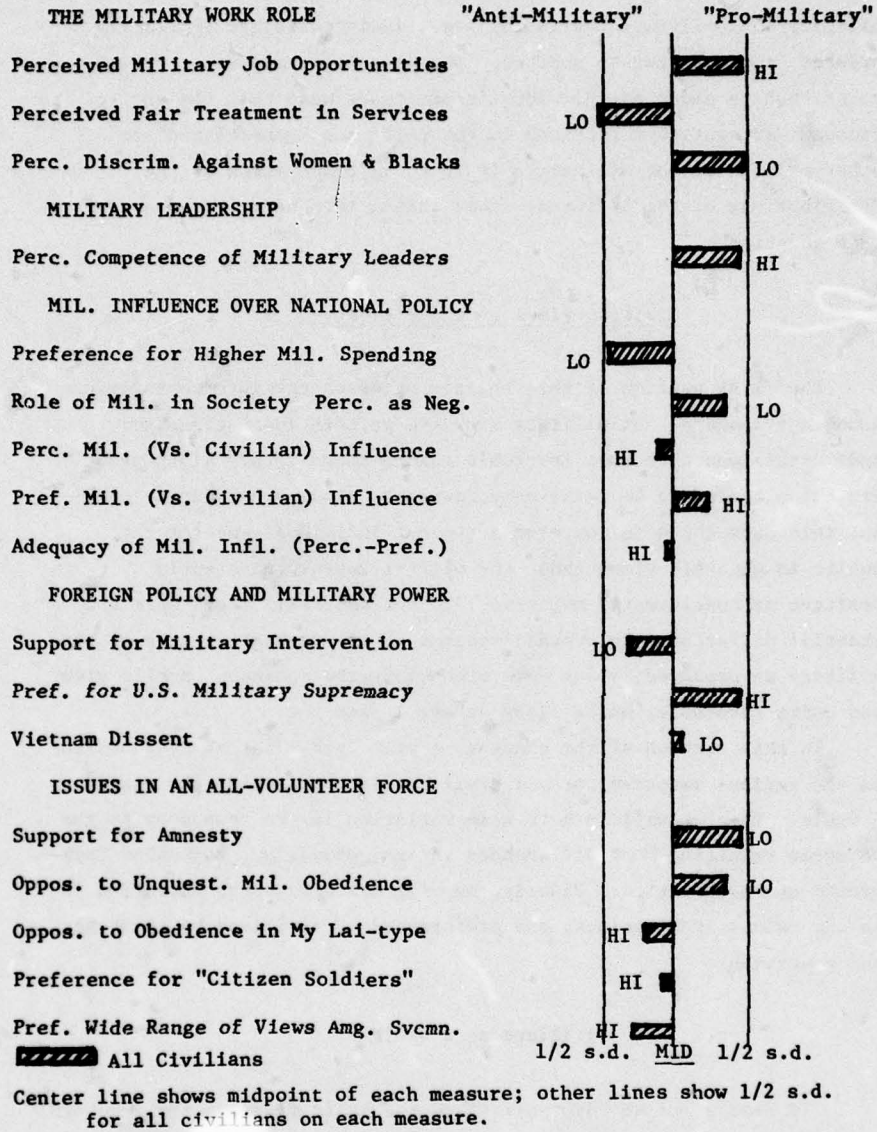 THE MILITARY WORK ROLE "Anti-Military" "Pro-Military"
Perceived Military Job Opportunities HI
Perceived Fair Treatment in Services LO
Perc. Discrim. Against Women & Blacks LO
MILITARY LEADERSHIP
Perc. Competence of Military Leaders HI
MIL. INFLUENCE OVER NATIONAL POLICY
Preference for Higher Mil. Spending LO
Role of Mil. in Society Perc. as Neg. LO
Perc. Mil. (Vs. Civilian) Influence HI
Pref. Mil. (Vs. Civilian) Influence HI
Adequacy of Mil. Infl. (Perc.-Pref.) HI
FOREIGN POLICY AND MILITARY POWER
Support for Military Intervention LO
Pref. for U.S. Military Supremacy HI
Vietnam Dissent LO
ISSUES IN AN ALL-VOLUNTEER FORCE
Support for Amnesty LO
Oppos. to Unquest. Mil. Obedience LO
Oppos. to Obedience in My Lai-type HI
Preference for "Citizen Soldiers" HI
Pref. Wide Range of Views Amg. Svcmn. HI
All Civilians 1/2 s.d. MID 1/2 s.d.
Center line shows midpoint of each measure; other lines show 1/2 s.d.
for all civilians on each measure.